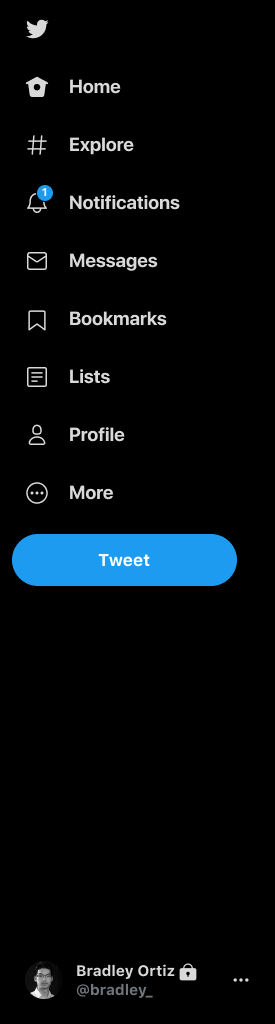 Home
Explore
1
Notifications
Messages
Bookmarks
Lists
Profile
More
Tweet
Bradley Ortiz
@bradley_